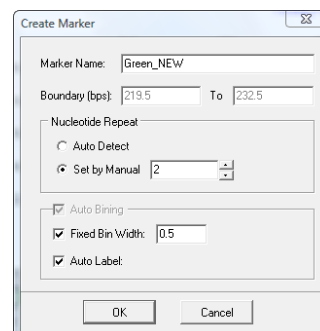 Create Marker
Marker Name: Green_NEW
Boundary (bps): 219.5 To 232.5
Nucleotide Repeat
Auto Detect
Set by Manual 2
Auto Bining
Fixed Bin Width: 0.5
Auto Label:
OK Cancel